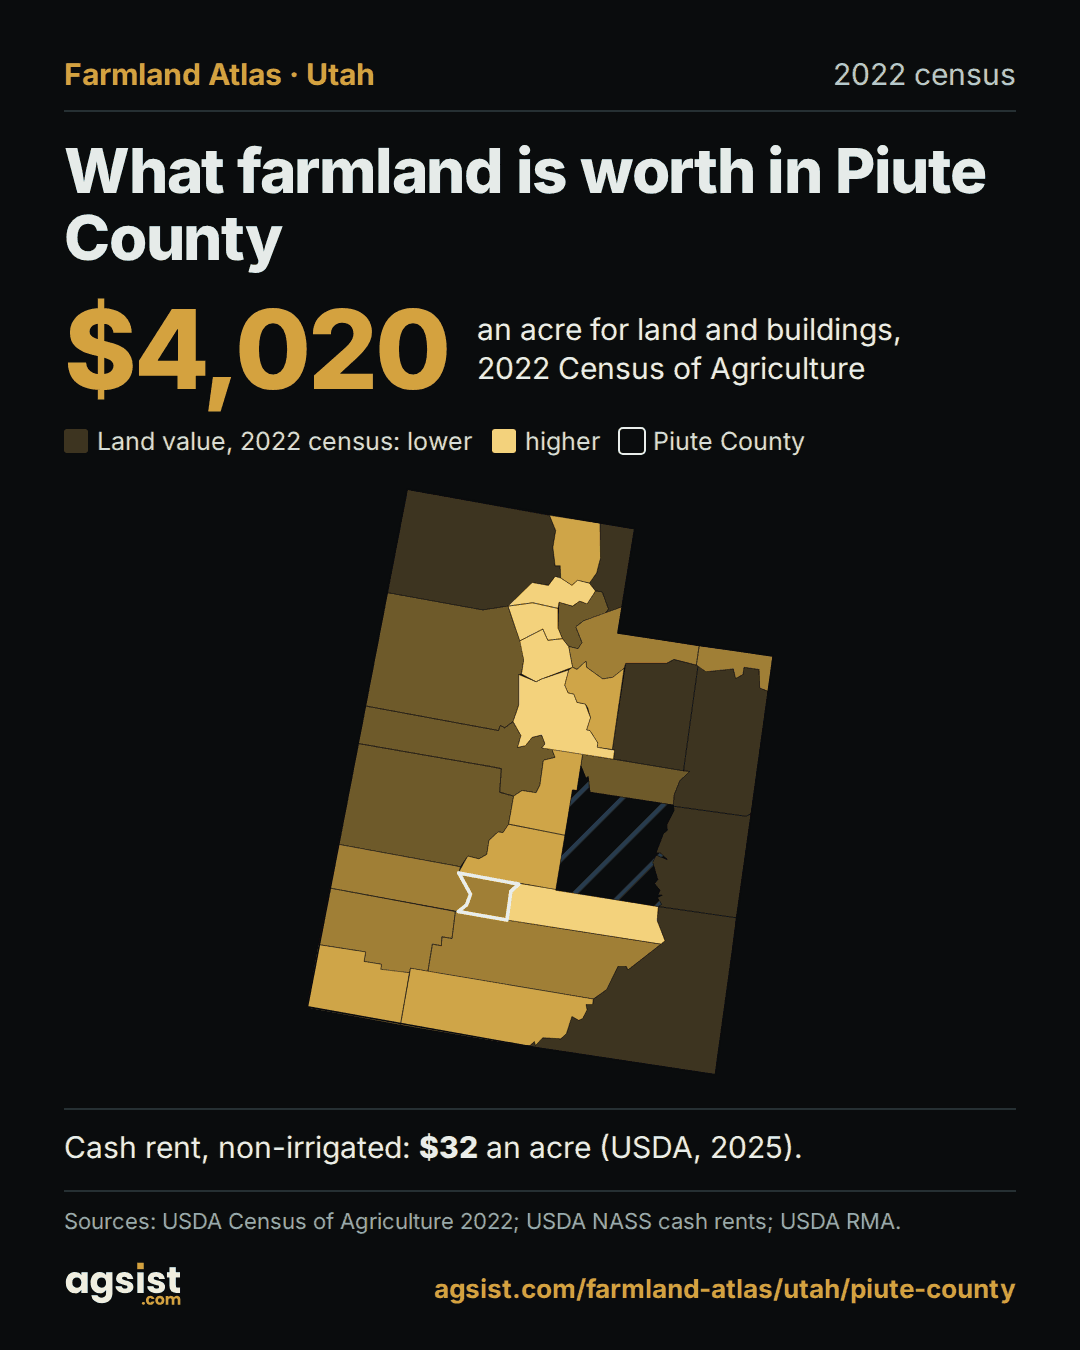 Farmland Atlas · Utah
2022 census
What farmland is worth in Piute
County
$4,020
an acre for land and buildings,
2022 Census of Agriculture
Land value, 2022 census: lower
higher
Piute County
Cash rent, non-irrigated: $32 an acre (USDA, 2025).
Sources: USDA Census of Agriculture 2022; USDA NASS cash rents; USDA RMA.
agsist
.com
agsist.com/farmland-atlas/utah/piute-county